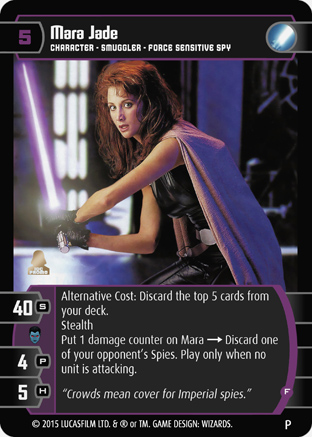 5 Mara Jade
CHARACTER - SMUGGLER - FORCE SENSITIVE SPY
40 S
4 P
5 H
Alternative Cost: Discard the top 5 cards from
your deck.
Stealth
Put 1 damage counter on Mara → Discard one
of your opponent's Spies. Play only when no
unit is attacking.
"Crowds mean cover for Imperial spies."
F
© 2015 LUCASFILM LTD. & ® OR TM. GAME DESIGN: WIZARDS.
P